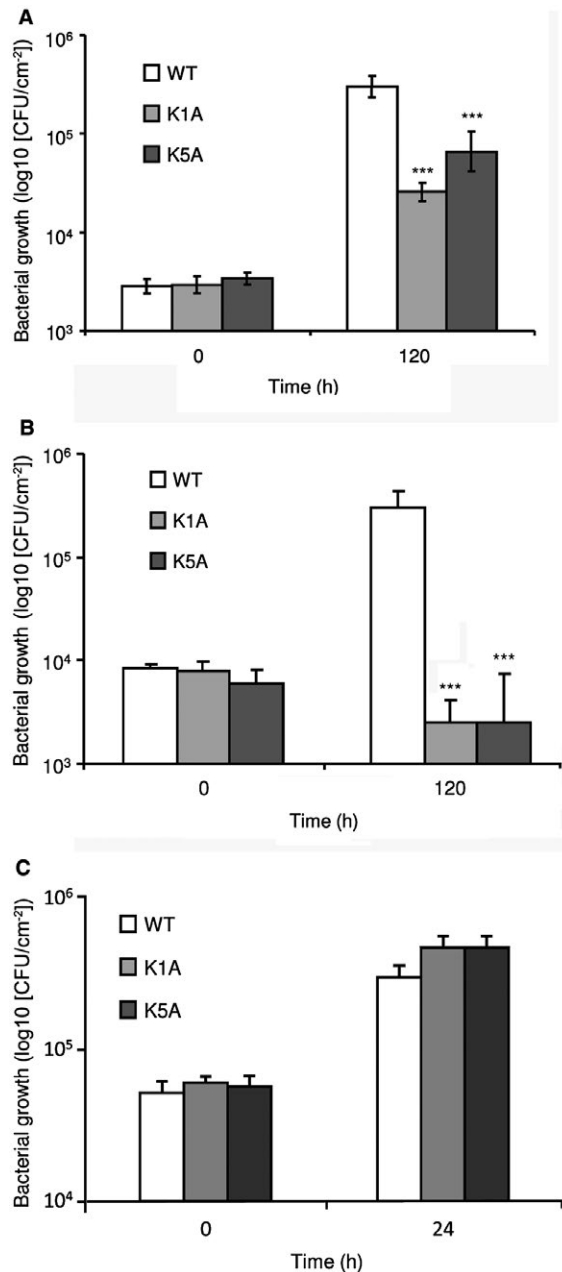 A
Bacterial growth (log10 [CFU/cm⁻²])
10⁶
10⁵
10⁴
10³
WT
K1A
K5A
***
***
0
120
Time (h)
B
Bacterial growth (log10 [CFU/cm⁻²])
10⁶
10⁵
10⁴
10³
WT
K1A
K5A
***
***
0
120
Time (h)
C
Bacterial growth (log10 [CFU/cm⁻²])
10⁶
10⁵
10⁴
WT
K1A
K5A
0
24
Time (h)